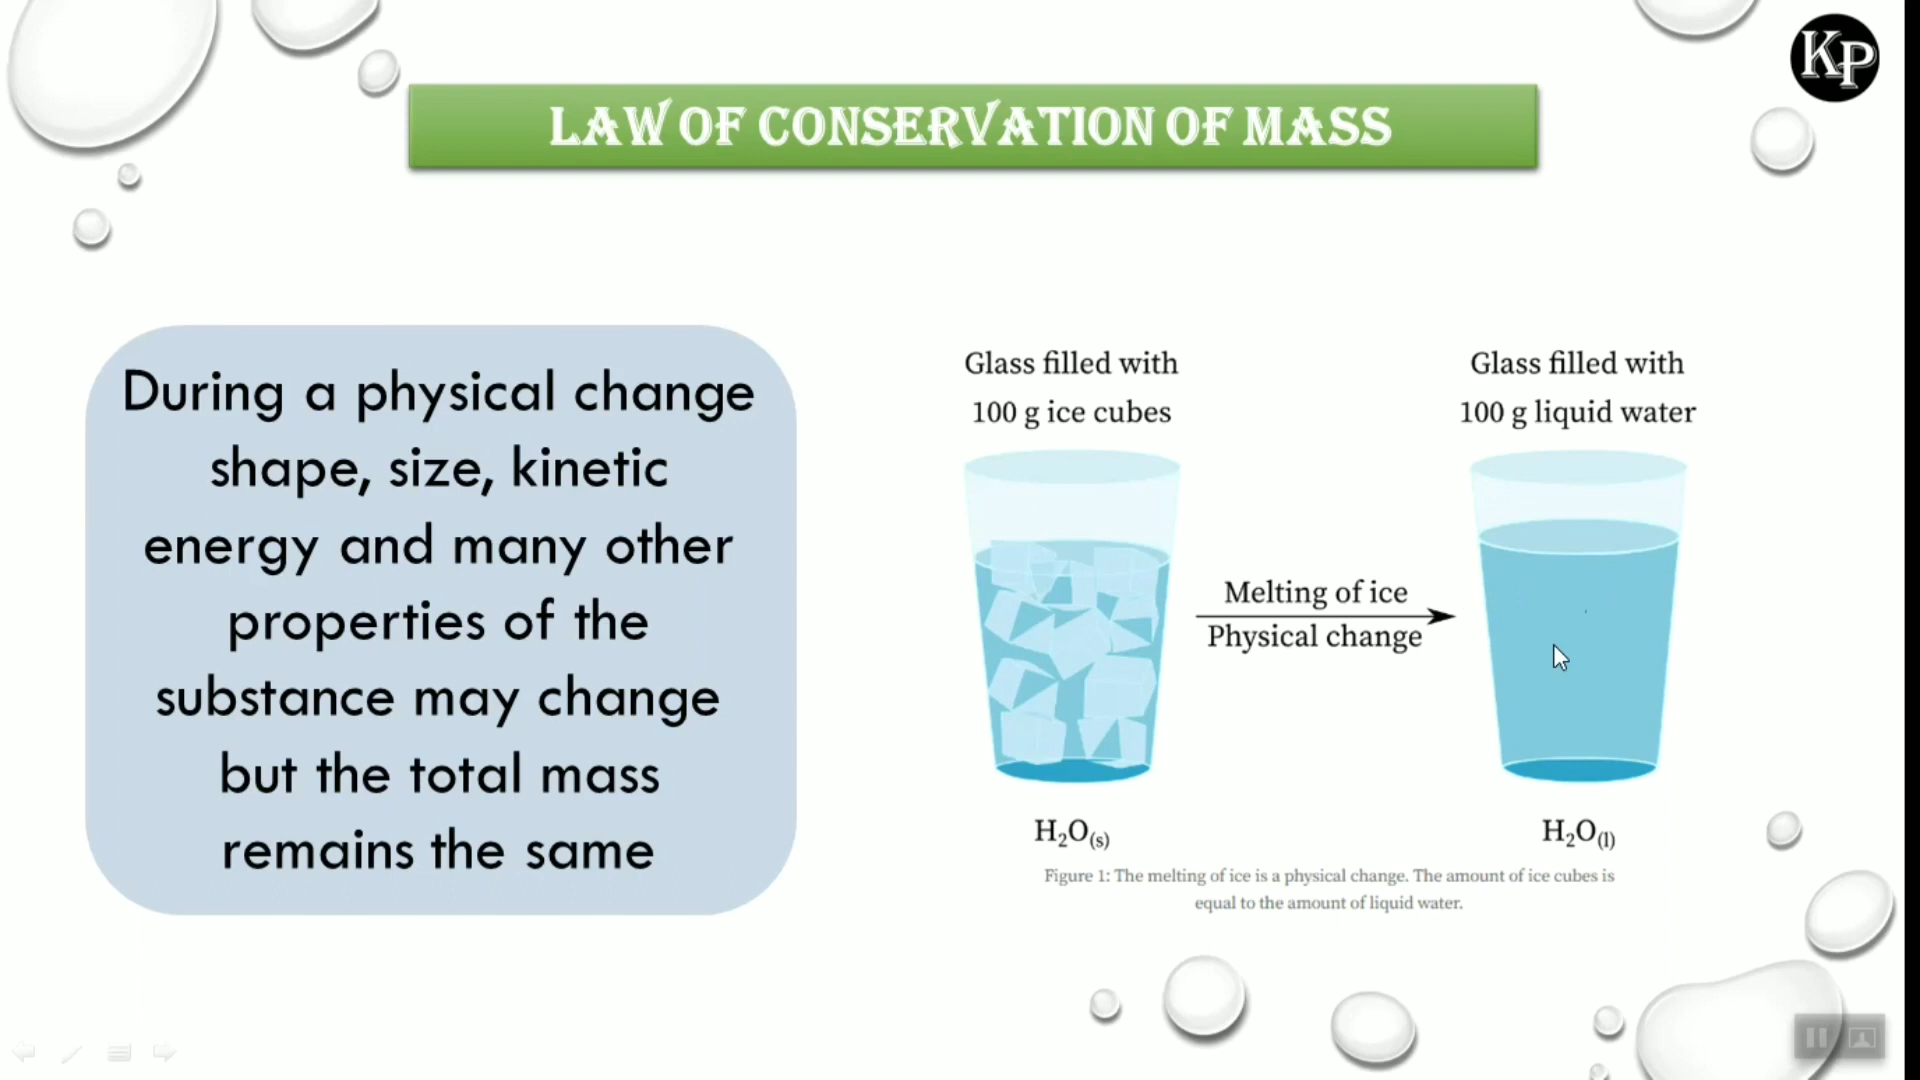 KP
LAW OF CONSERVATION OF MASS
During a physical change
shape, size, kinetic
energy and many other
properties of the
substance may change
but the total mass
remains the same
Glass filled with
100 g ice cubes
Glass filled with
100 g liquid water
Melting of ice
Physical change
H₂O₍s₎
H₂O₍l₎
Figure 1: The melting of ice is a physical change. The amount of ice cubes is
equal to the amount of liquid water.